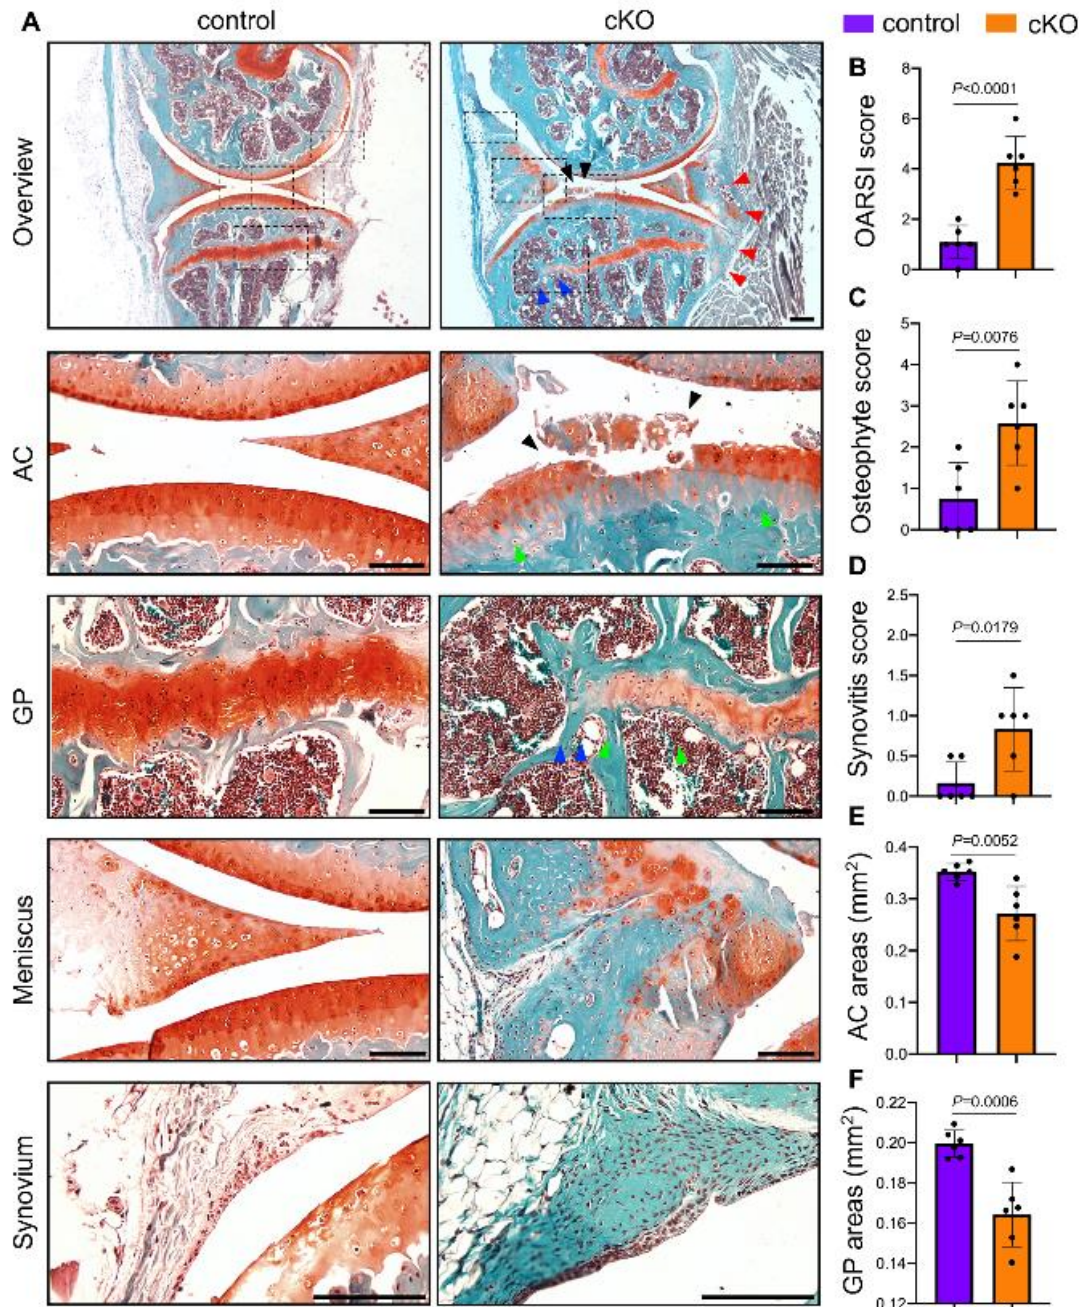 A
control
cKO
control
cKO
Overview
AC
GP
Meniscus
Synovium
B
OARSI score
8
6
4
2
0
P<0.0001
C
Osteophyte score
5
4
3
2
1
0
P=0.0076
D
Synovitis score
2.5
2.0
1.5
1.0
0.5
0.0
P=0.0179
E
AC areas (mm²)
0.4
0.3
0.2
0.1
0.0
P=0.0052
F
GP areas (mm²)
0.22
0.20
0.18
0.16
0.14
0.12
P=0.0006